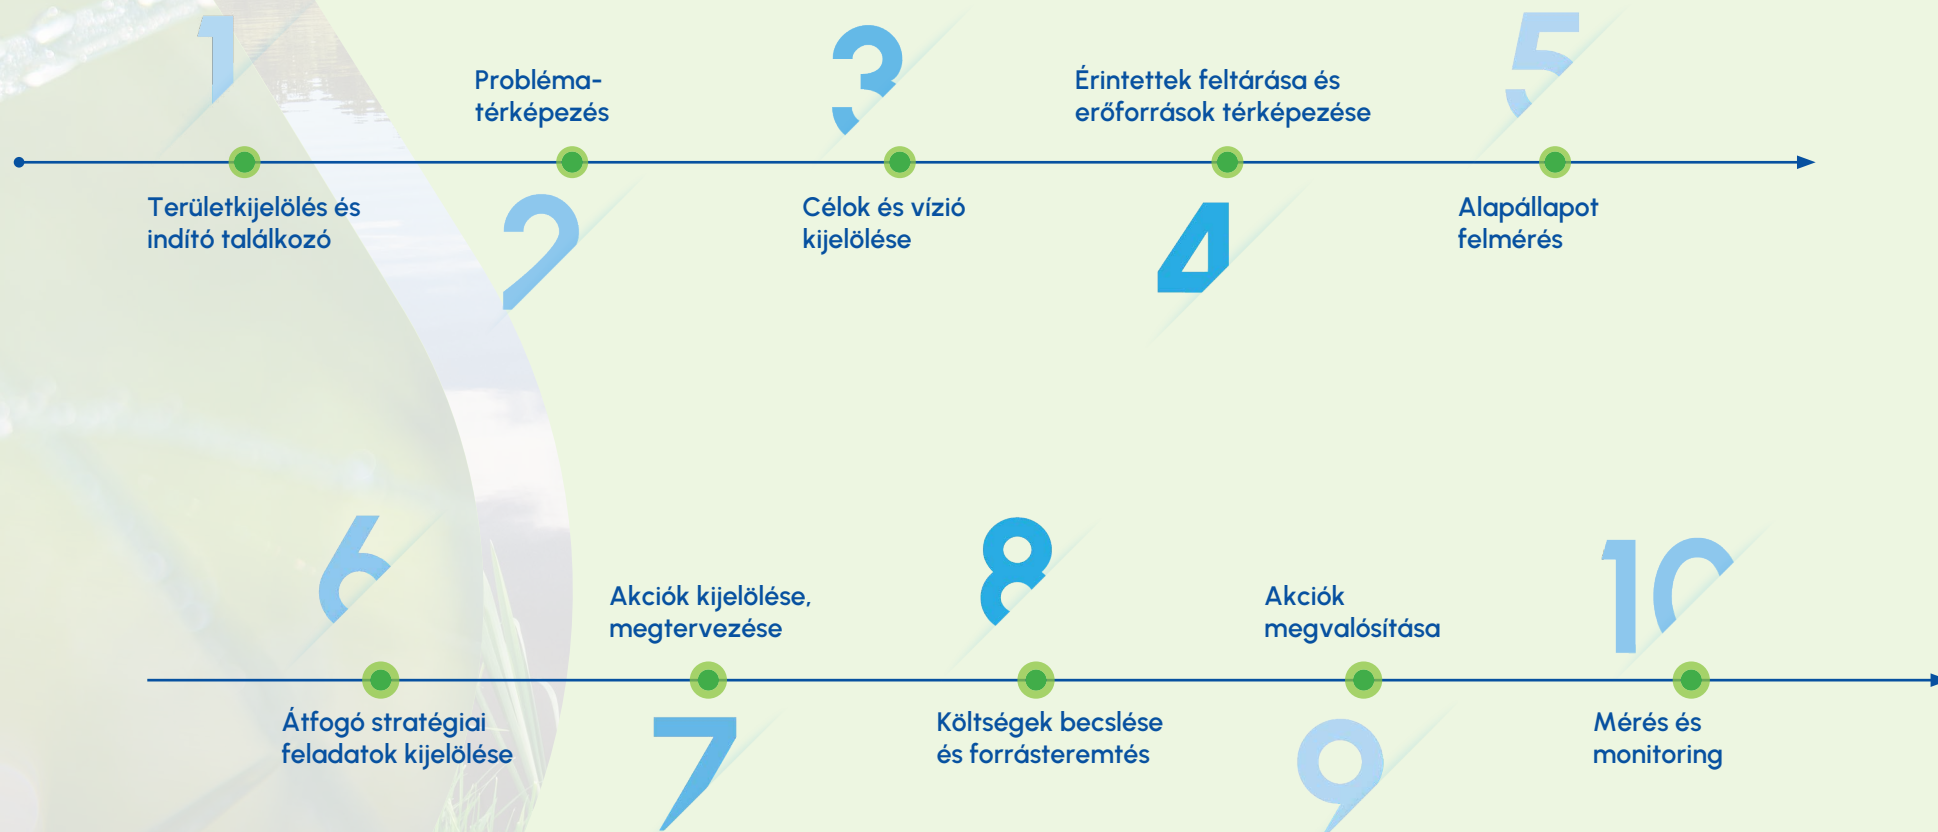 1
Területkijelölés és
indító találkozó
Probléma-
térképezés
2
3
Célok és vízió
kijelölése
Érintettek feltárása és
erőforrások térképezése
4
5
Alapállapot
felmérés
6
Átfogó stratégiai
feladatok kijelölése
Akciók kijelölése,
megtervezése
7
8
Költségek becslése
és forrásteremtés
Akciók
megvalósítása
9
10
Mérés és
monitoring